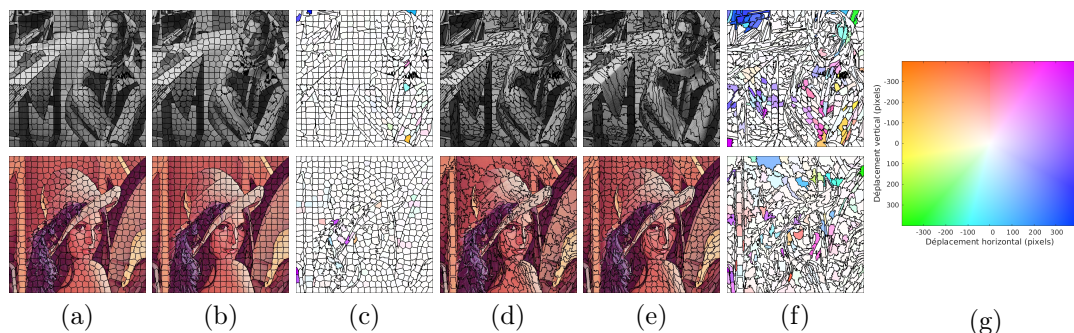 -300
-200
-100
0
100
200
300
Déplacement vertical (pixels)
-300 -200 -100 0 100 200 300
Déplacement horizontal (pixels)
(a) (b) (c) (d) (e) (f) (g)